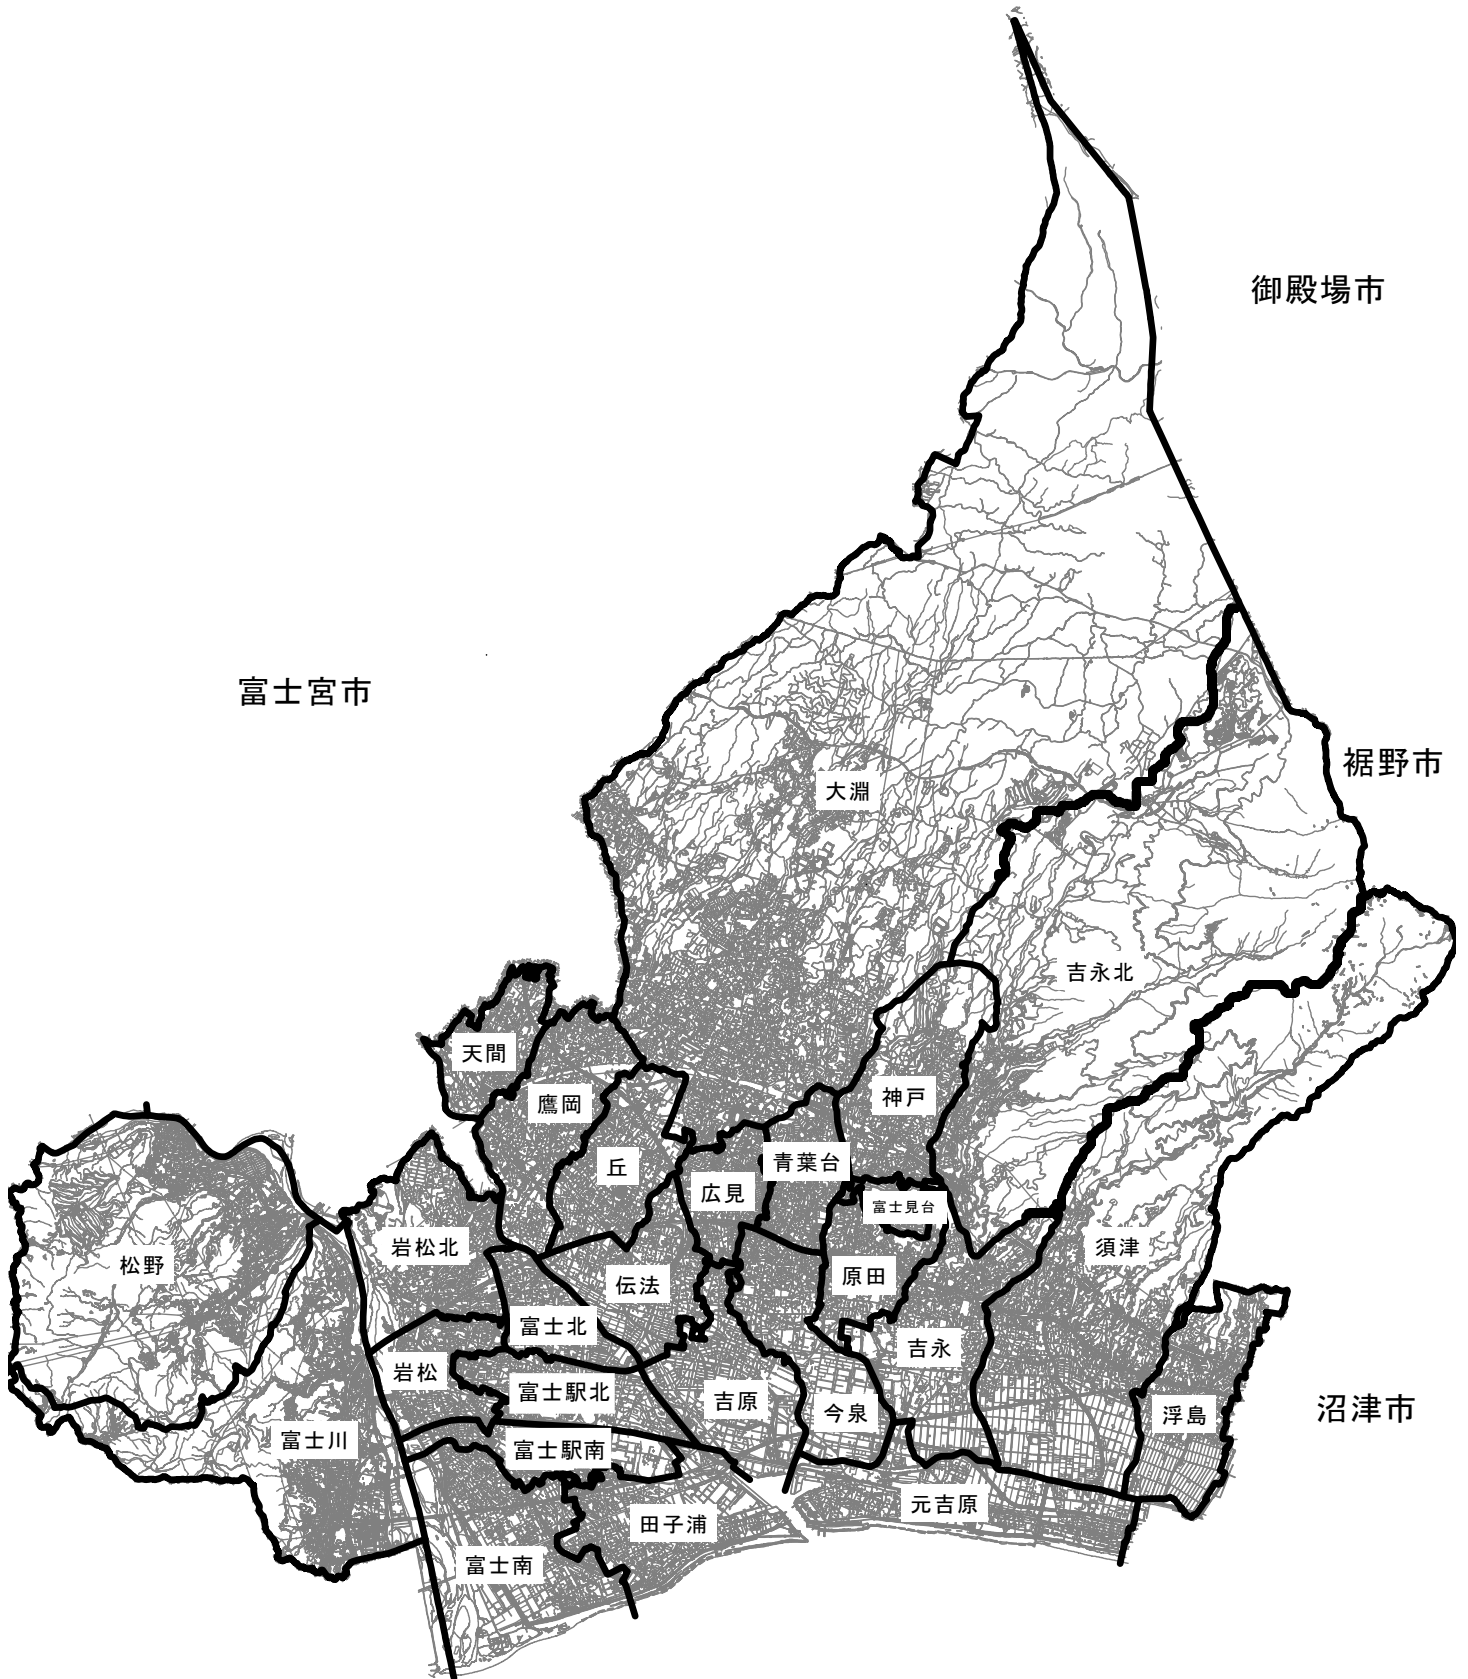 御殿場市
富士宮市
裾野市
大淵
吉永北
天間
神戸
鷹岡
青葉台
丘
広見
富士見台
岩松北
須津
松野
原田
伝法
富士北
吉永
岩松
富士駅北
吉原
沼津市
今泉
浮島
富士川
富士駅南
元吉原
田子浦
富士南